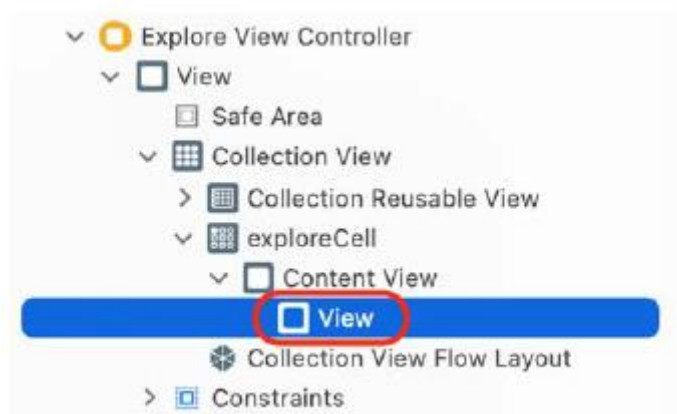 Explore View Controller
View
Safe Area
Collection View
Collection Reusable View
exploreCell
Content View
View
Collection View Flow Layout
Constraints